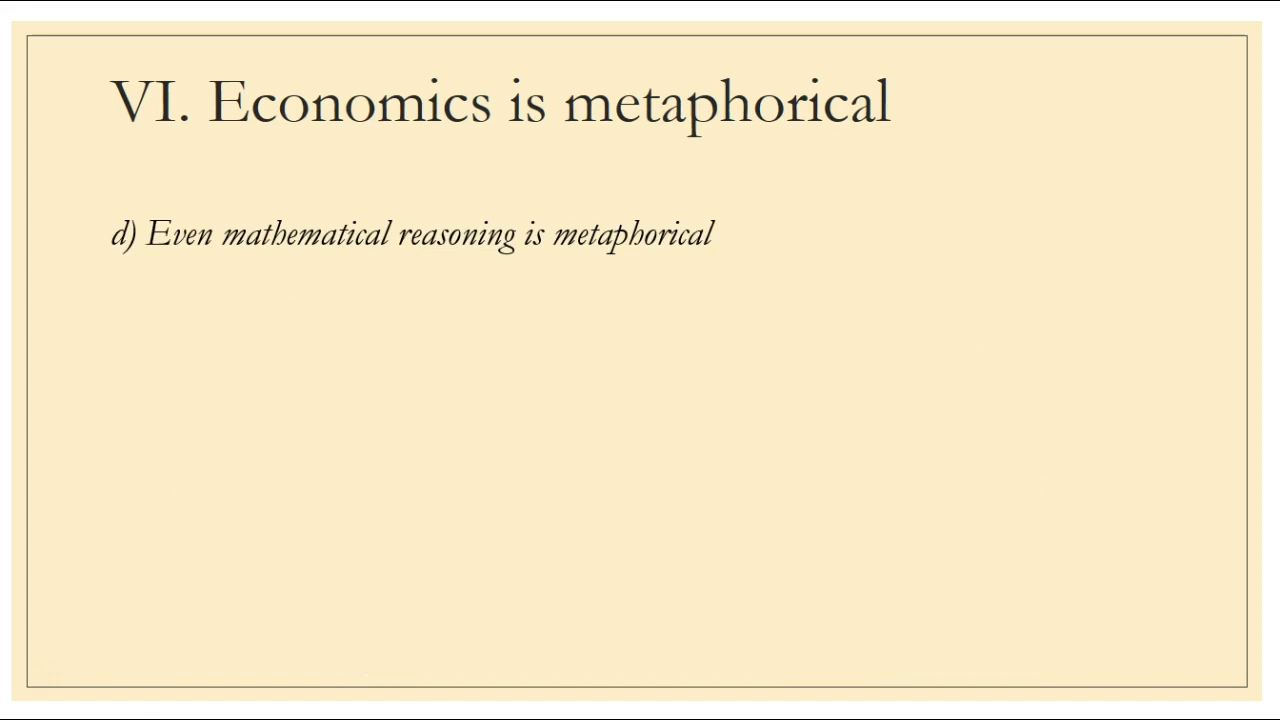 VI. Economics is metaphorical
d) Even mathematical reasoning is metaphorical